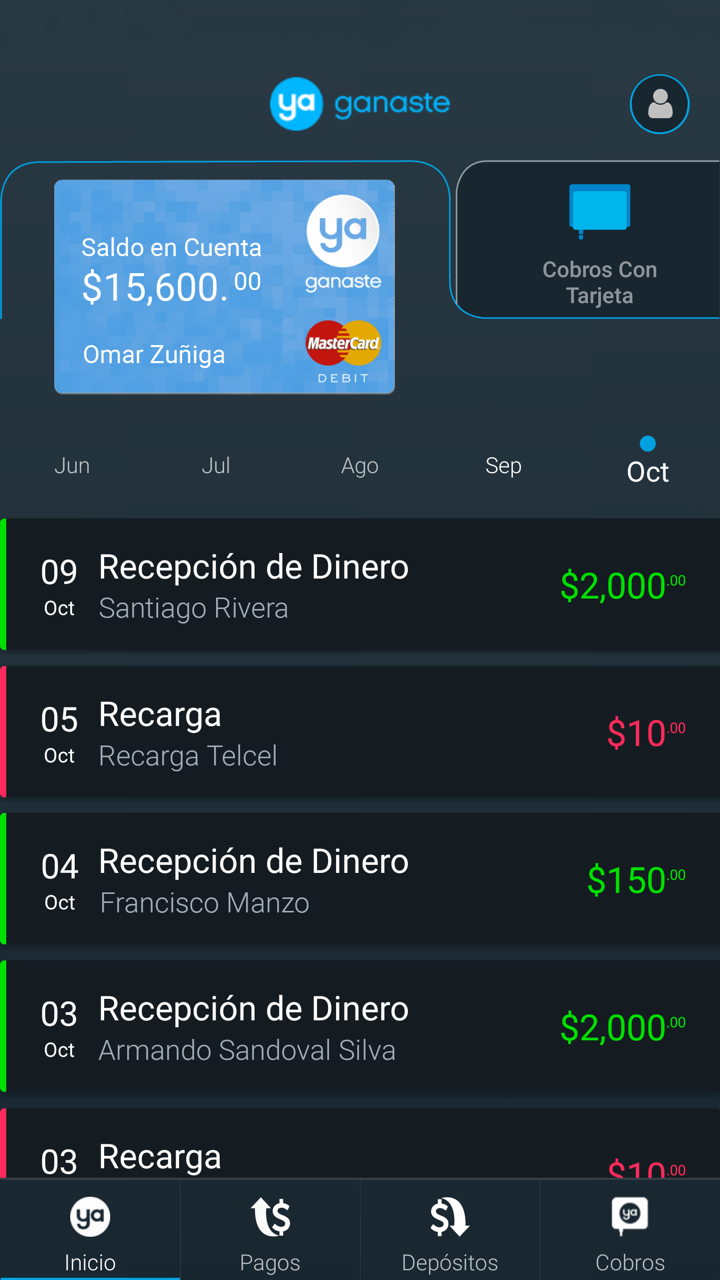 ya ganaste
Saldo en Cuenta
$15,600.00
Omar Zuñiga
ya
ganaste
MasterCard
DEBIT
Cobros Con
Tarjeta
Jun Jul Ago Sep Oct
09 Recepción de Dinero $2,000.00
Oct Santiago Rivera
05 Recarga $10.00
Oct Recarga Telcel
04 Recepción de Dinero $150.00
Oct Francisco Manzo
03 Recepción de Dinero $2,000.00
Oct Armando Sandoval Silva
03 Recarga $10.00
ya $ $ ya
Inicio Pagos Depósitos Cobros